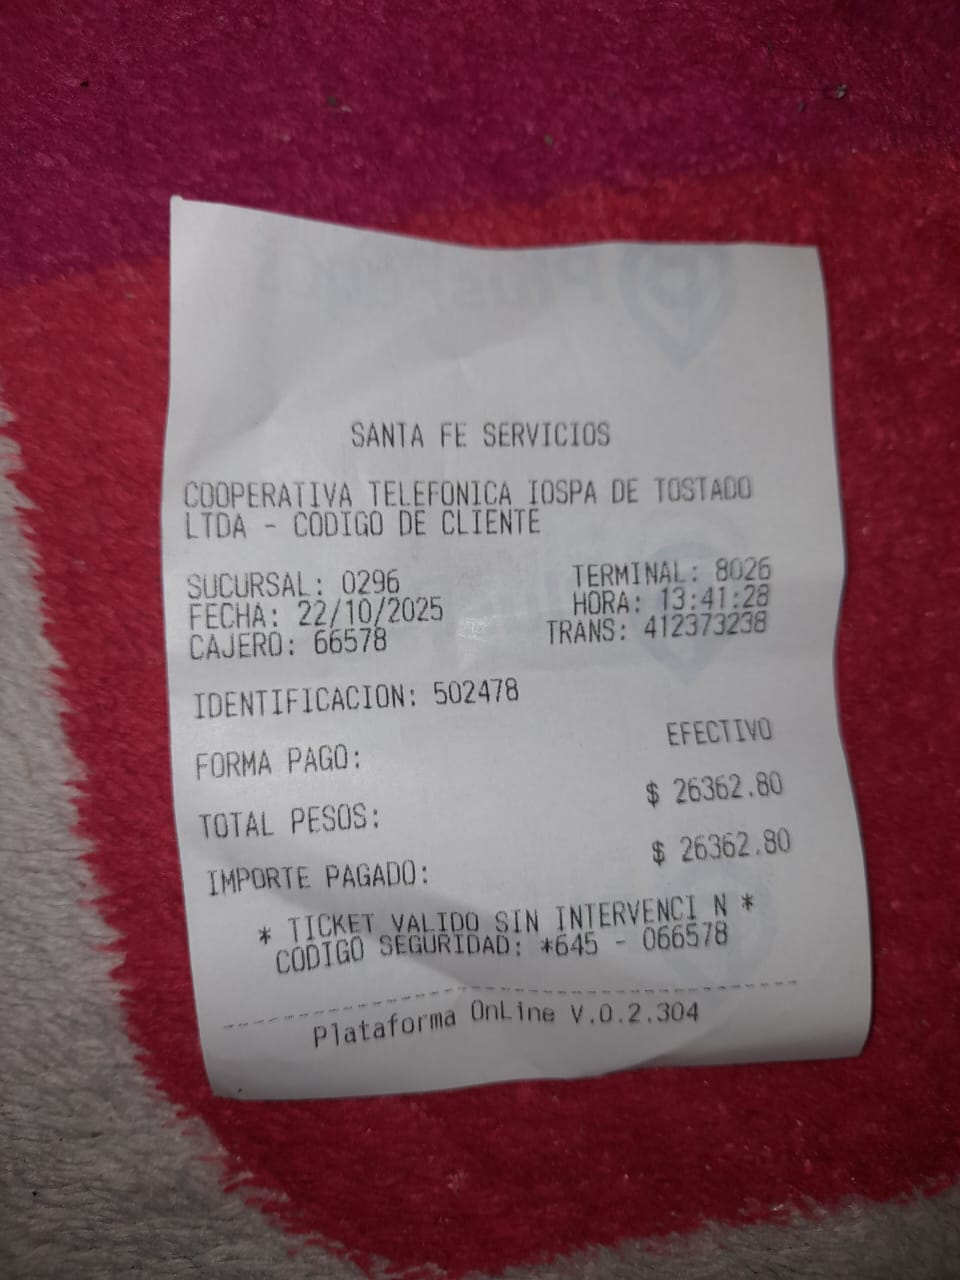 SANTA FE SERVICIOS
COOPERATIVA TELEFONICA IOSPA DE TOSTADO
LTDA - CODIGO DE CLIENTE
SUCURSAL: 0296 TERMINAL: 8026
FECHA: 22/10/2025 HORA: 13:41:28
CAJERO: 66578 TRANS: 412373238
IDENTIFICACION: 502478
FORMA PAGO: EFECTIVO
TOTAL PESOS: $ 26362.80
IMPORTE PAGADO: $ 26362.80
* TICKET VALIDO SIN INTERVENCI N *
CODIGO SEGURIDAD: *645 - 066578
Plataforma OnLine V.0.2.304